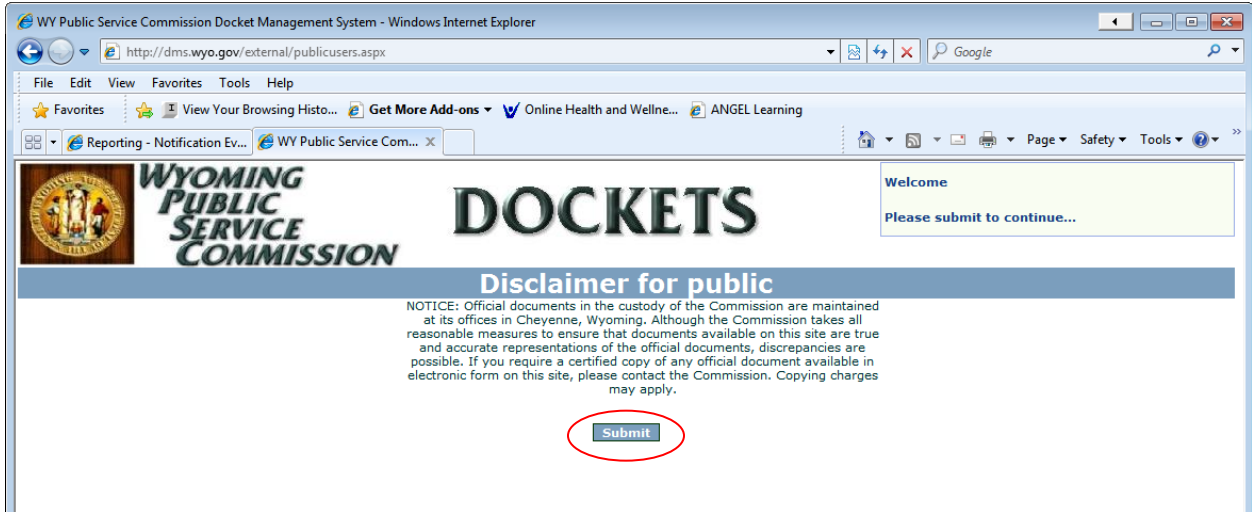 WY Public Service Commission Docket Management System - Windows Internet Explorer
http://dms.wyo.gov/external/publicusers.aspx
Google
File Edit View Favorites Tools Help
Favorites View Your Browsing Histo... Get More Add-ons Online Health and Wellne... ANGEL Learning
Reporting - Notification Ev... WY Public Service Com... X Page Safety Tools »
WYOMING
PUBLIC
SERVICE
COMMISSION
DOCKETS
Welcome
Please submit to continue...
Disclaimer for public
NOTICE: Official documents in the custody of the Commission are maintained
at its offices in Cheyenne, Wyoming. Although the Commission takes all
reasonable measures to ensure that documents available on this site are true
and accurate representations of the official documents, discrepancies are
possible. If you require a certified copy of any official document available in
electronic form on this site, please contact the Commission. Copying charges
may apply.
Submit